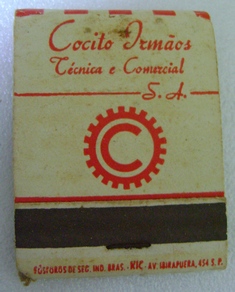 Cocito Irmãos
Técnica e Comercial
S. A.
C
FÓSFOROS DE SEG. IND. BRAS. - KIC - AV. IBIRAPUERA, 454 S. P.